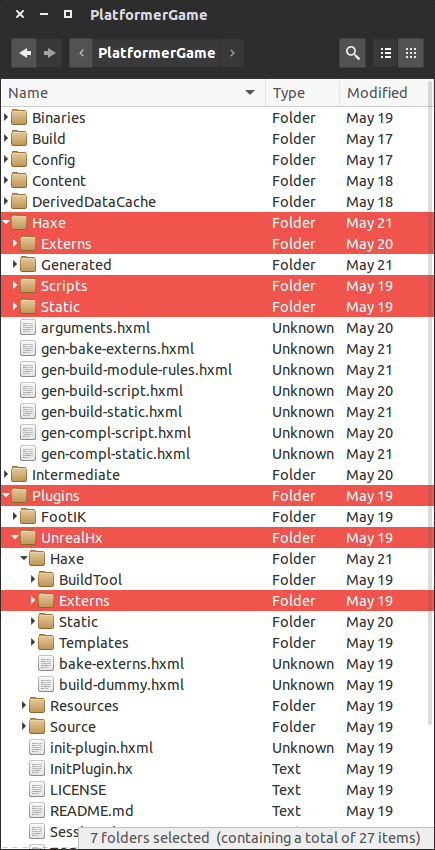 PlatformerGame
PlatformerGame
Name Type Modified
Binaries Folder May 19
Build Folder May 17
Config Folder May 17
Content Folder May 18
DerivedDataCache Folder May 18
Haxe Folder May 21
Externs Folder May 20
Generated Folder May 21
Scripts Folder May 19
Static Folder May 19
arguments.hxml Unknown May 20
gen-bake-externs.hxml Unknown May 21
gen-build-module-rules.hxml Unknown May 21
gen-build-script.hxml Unknown May 20
gen-build-static.hxml Unknown May 21
gen-compl-script.hxml Unknown May 20
gen-compl-static.hxml Unknown May 21
Intermediate Folder May 20
Plugins Folder May 19
FootIK Folder May 19
UnrealHx Folder May 19
Haxe Folder May 21
BuildTool Folder May 19
Externs Folder May 19
Static Folder May 20
Templates Folder May 19
bake-externs.hxml Unknown May 19
build-dummy.hxml Unknown May 19
Resources Folder May 19
Source Folder May 19
init-plugin.hxml Unknown May 19
InitPlugin.hx Text May 19
LICENSE Text May 19
README.md Text May 19
7 folders selected (containing a total of 27 items)